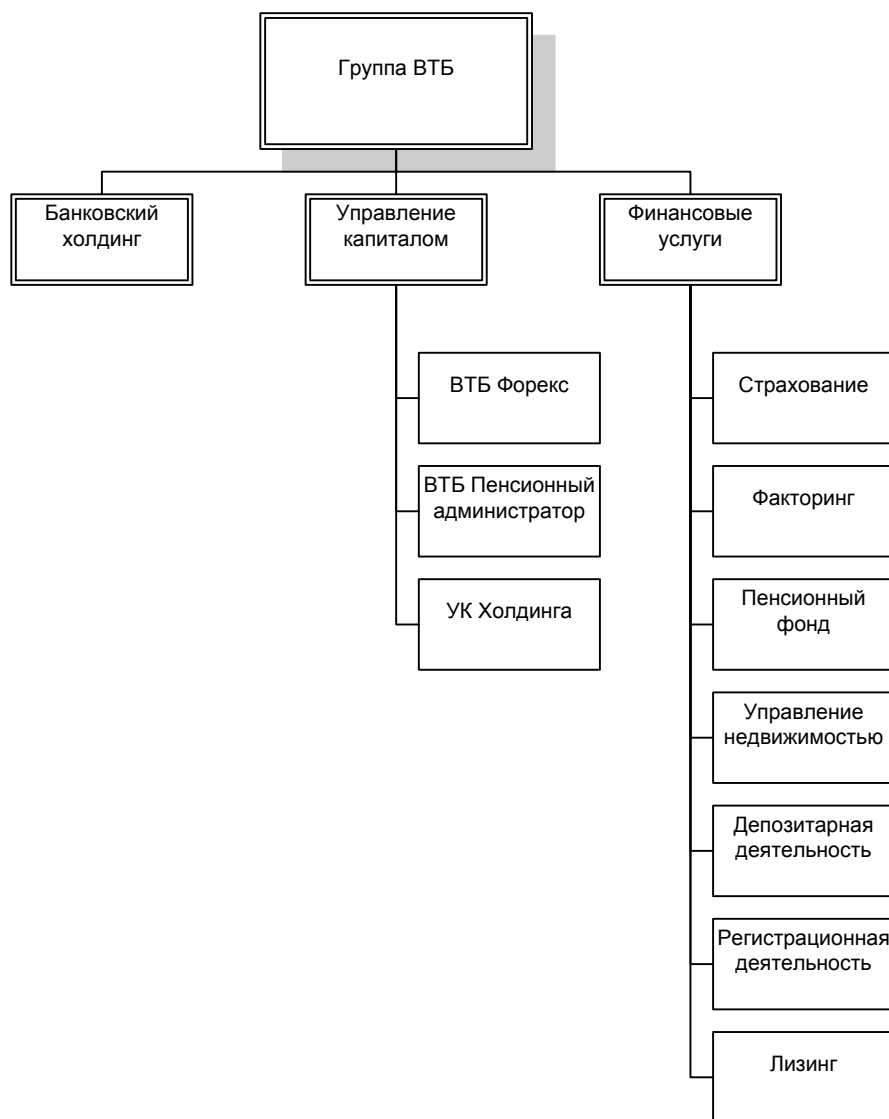 Группа ВТБ
Банковский
холдинг
Управление
капиталом
Финансовые
услуги
ВТБ Форекс
ВТБ Пенсионный
администратор
УК Холдинга
Страхование
Факторинг
Пенсионный
фонд
Управление
недвижимостью
Депозитарная
деятельность
Регистрационная
деятельность
Лизинг